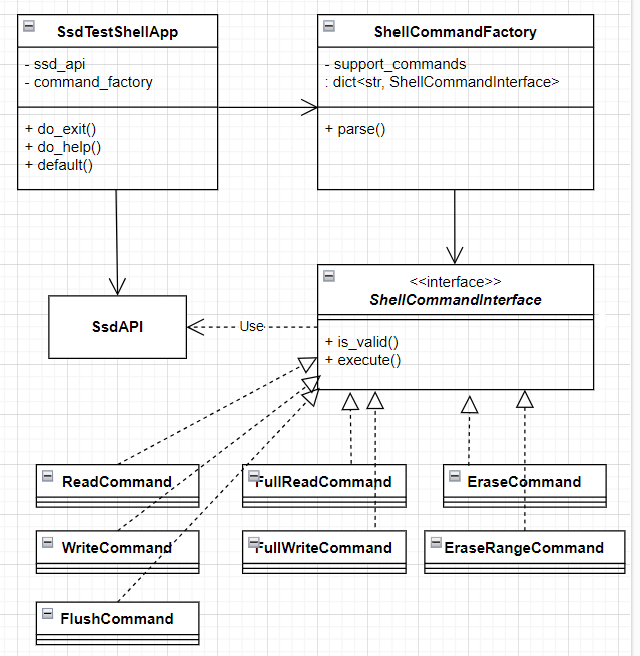 SsdTestShellApp
- ssd_api
- command_factory
+ do_exit()
+ do_help()
+ default()
ShellCommandFactory
- support_commands
: dict<str, ShellCommandInterface>
+ parse()
SsdAPI
Use
<<interface>>
ShellCommandInterface
+ is_valid()
+ execute()
ReadCommand
FullReadCommand
EraseCommand
WriteCommand
FullWriteCommand
EraseRangeCommand
FlushCommand